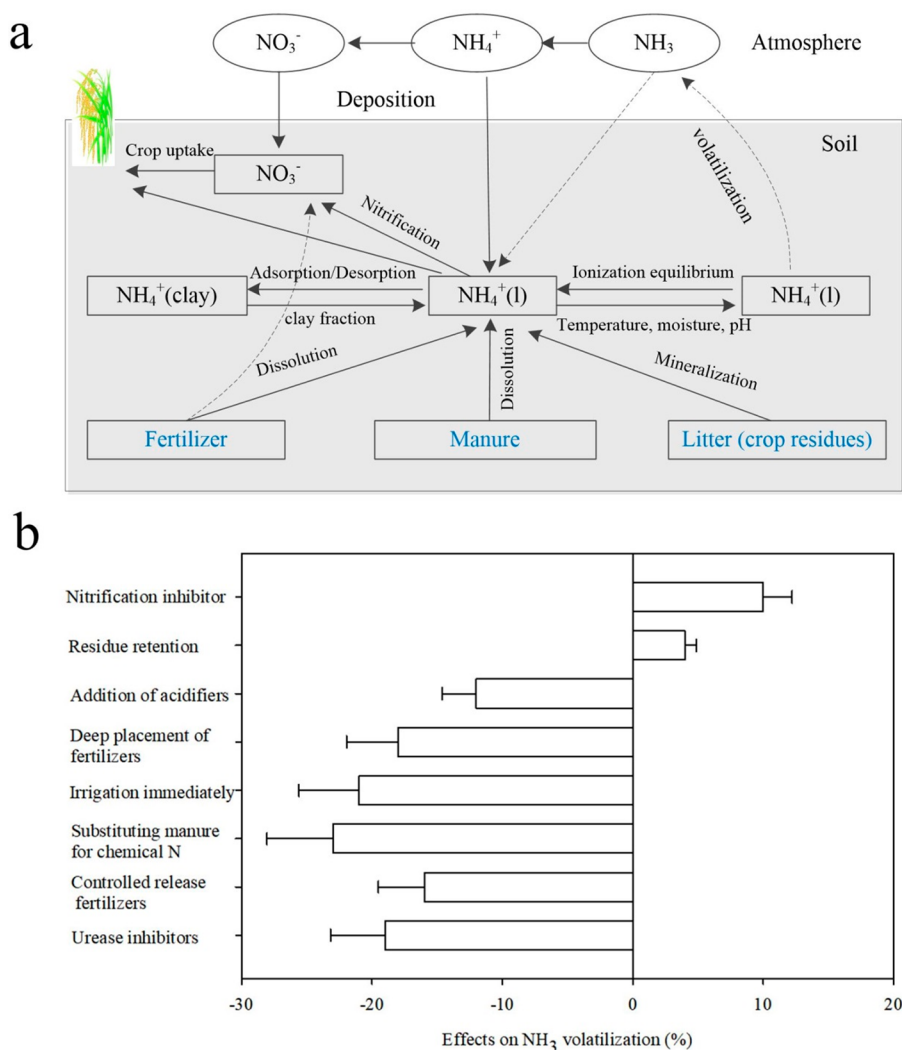 a
NO₃⁻
NH₄⁺
NH₃
Atmosphere
Deposition
Soil
Crop uptake
volatilization
NO₃⁻
Nitrification
Adsorption/Desorption
Ionization equilibrium
NH₄⁺(clay)
NH₄⁺(l)
NH₄⁺(l)
clay fraction
Temperature, moisture, pH
Dissolution
Dissolution
Mineralization
Fertilizer
Manure
Litter (crop residues)
b
Nitrification inhibitor
Residue retention
Addition of acidifiers
Deep placement of
fertilizers
Irrigation immediately
Substituting manure
for chemical N
Controlled release
fertilizers
Urease inhibitors
-30
-20
-10
0
10
20
Effects on NH₃ volatilization (%)